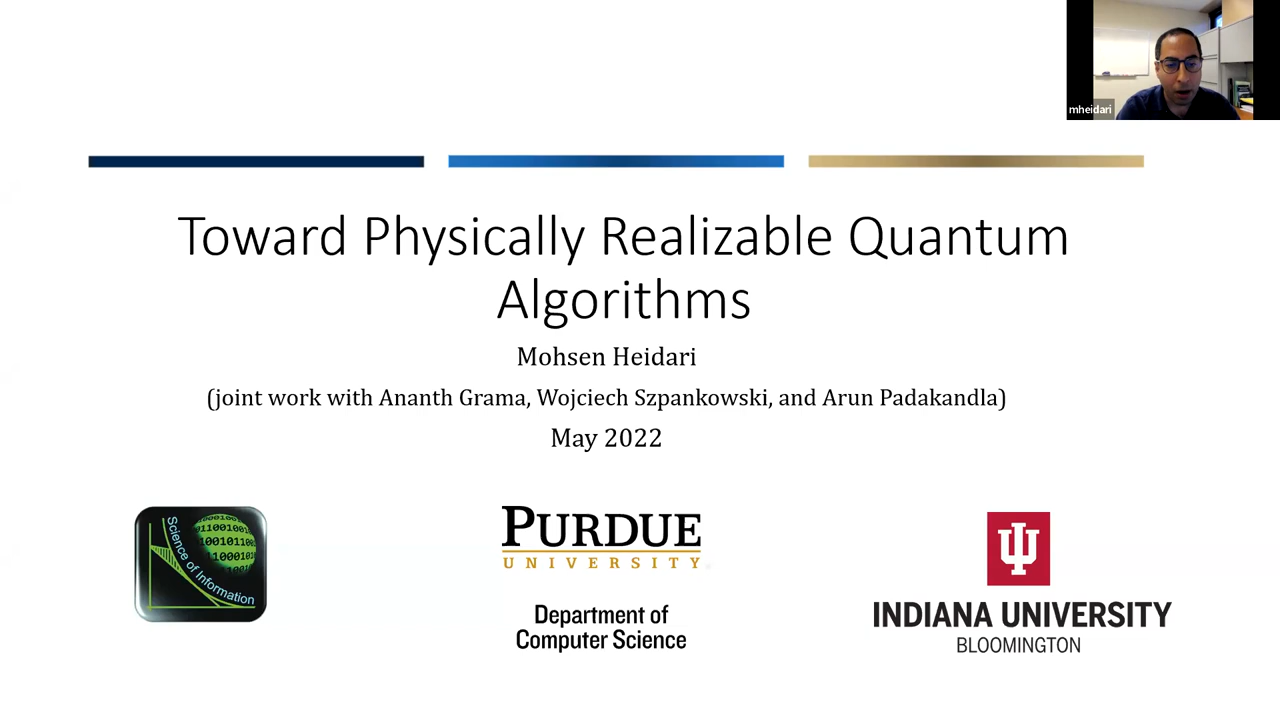 mheidari
Toward Physically Realizable Quantum
Algorithms
Mohsen Heidari
(joint work with Ananth Grama, Wojciech Szpankowski, and Arun Padakandla)
May 2022
Science of Information
PURDUE
UNIVERSITY
Department of
Computer Science
INDIANA UNIVERSITY
BLOOMINGTON